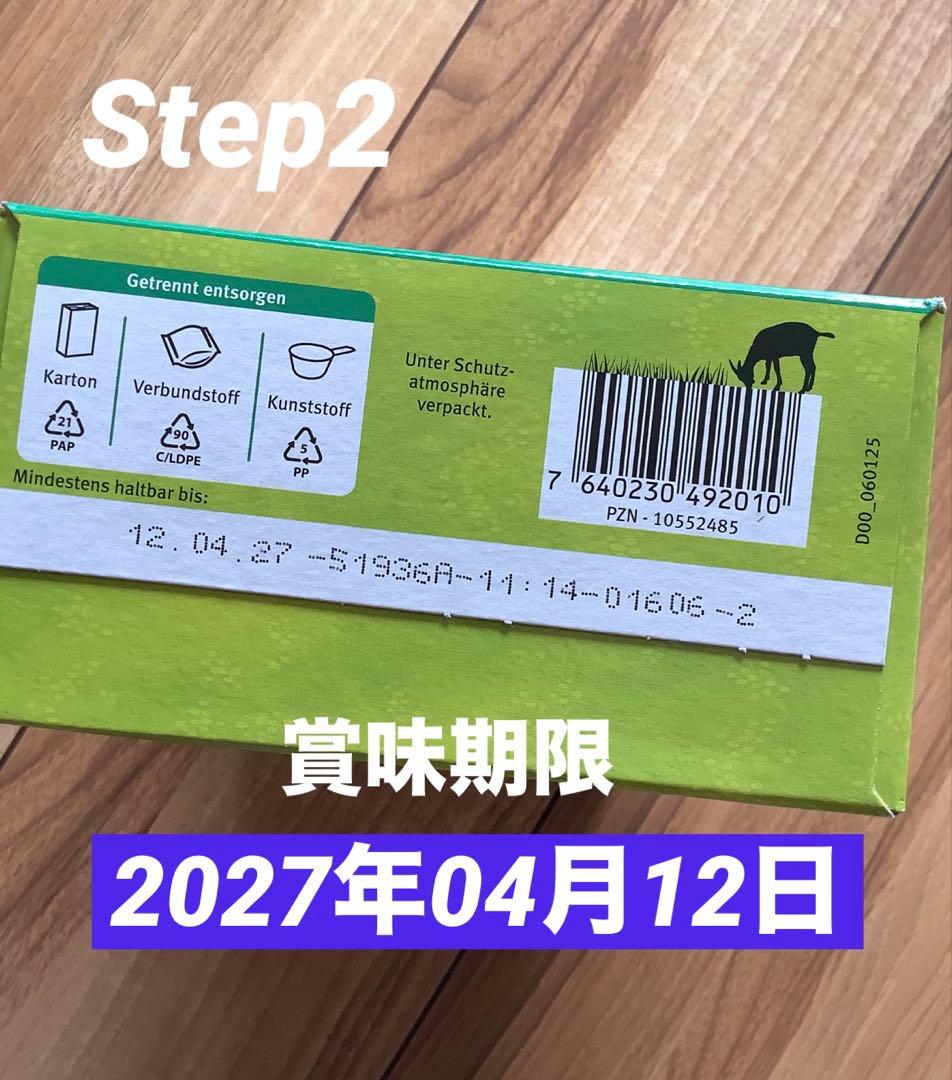 Step2
Getrennt entsorgen
Karton
Verbundstoff
Kunststoff
21
PAP
90
C/LDPE
5
PP
Unter Schutz-
atmosphäre
verpackt.
7 640230 492010
PZN - 10552485
D00_060125
Mindestens haltbar bis:
12.04.27 -51936A-11:14-01606-2
賞味期限
2027年04月12日